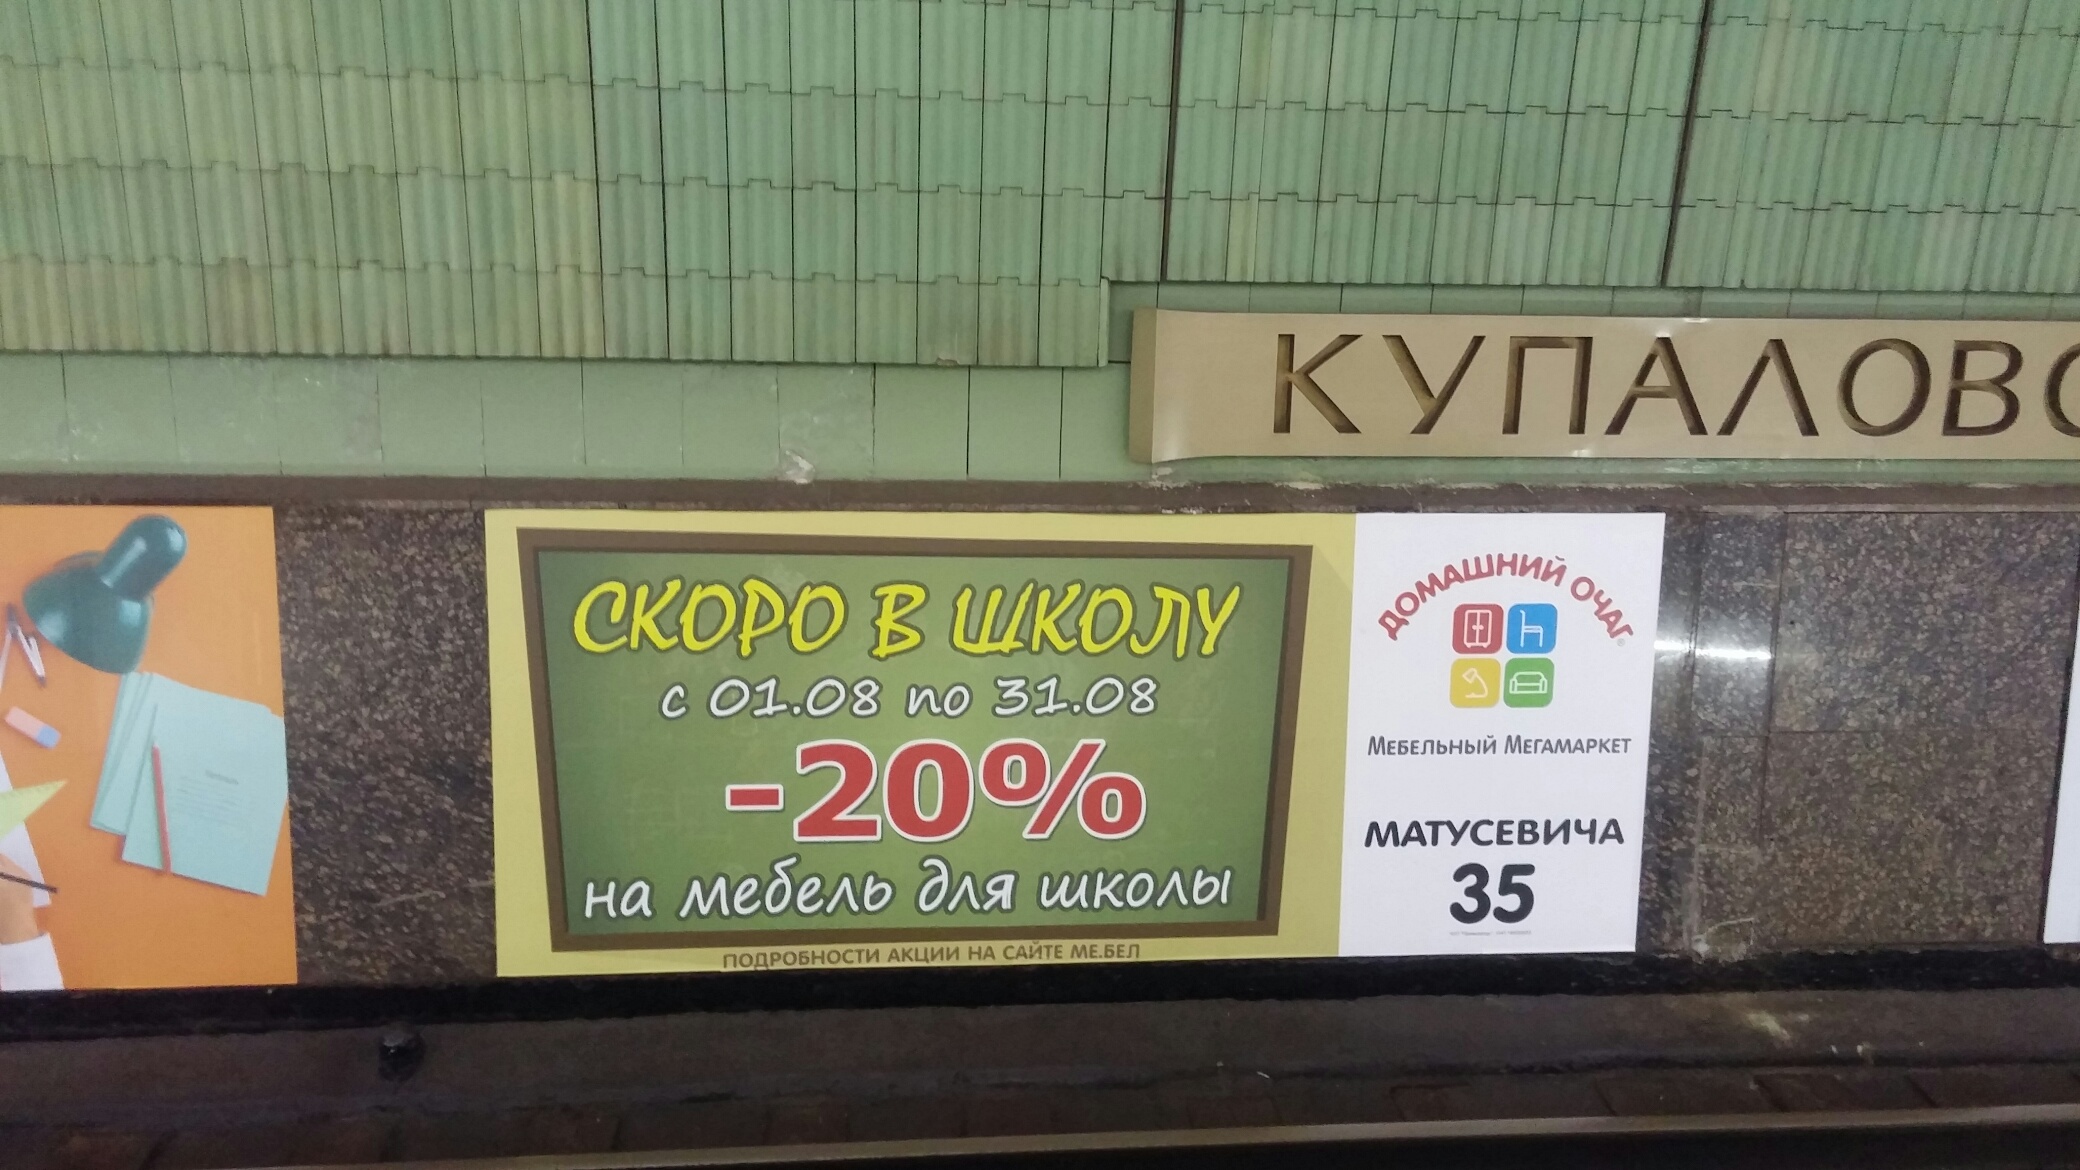 КУПАЛОВС
СКОРО В ШКОЛУ
с 01.08 по 31.08
-20%
на мебель для школы
ПОДРОБНОСТИ АКЦИИ НА САЙТЕ МЕ.БЕЛ
ДОМАШНИЙ ОЧАГ®
МЕБЕЛЬНЫЙ МЕГАМАРКЕТ
МАТУСЕВИЧА
35